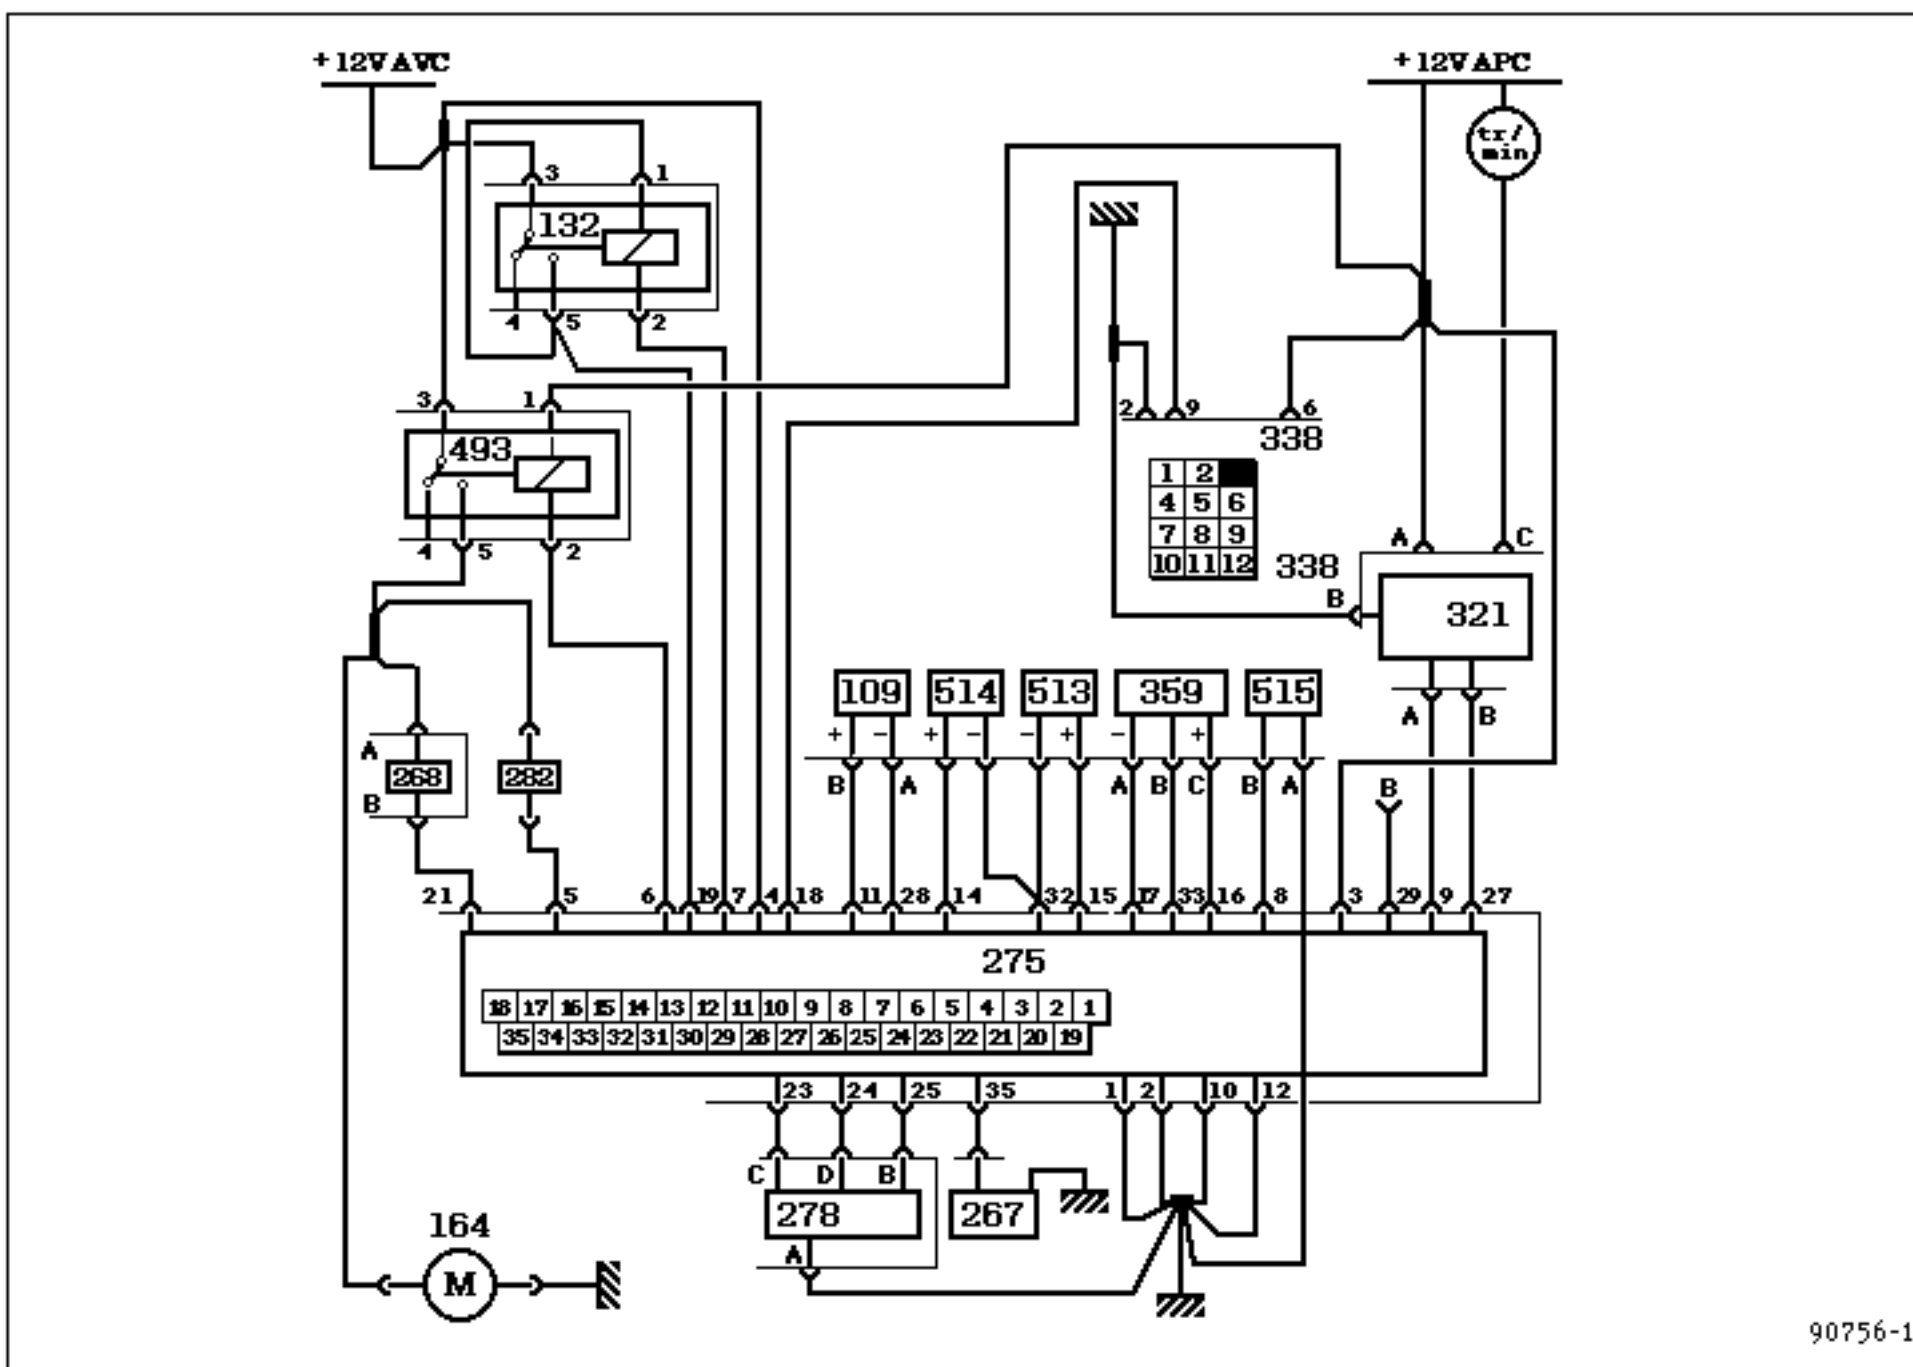 +12V AVC
+12V APC
tr/
min
3 1
132
4 5 2
3 1
493
4 5 2
2 9 6
338
1 2
4 5 6
7 8 9
10 11 12
338
A C
B
321
A B
109 514 513 359 515
+ - + - - + - +
B A A B C B A
B
A
268
B
282
21 5 6 19 7 4 18 11 28 14 32 15 17 33 16 8 3 29 9 27
275
18 17 16 15 14 13 12 11 10 9 8 7 6 5 4 3 2 1
35 34 33 32 31 30 29 28 27 26 25 24 23 22 21 20 19
23 24 25 35 1 2 10 12
C D B
278
A
267
164
M
90756-1